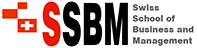 SSBM
Swiss
School of
Business and
Management